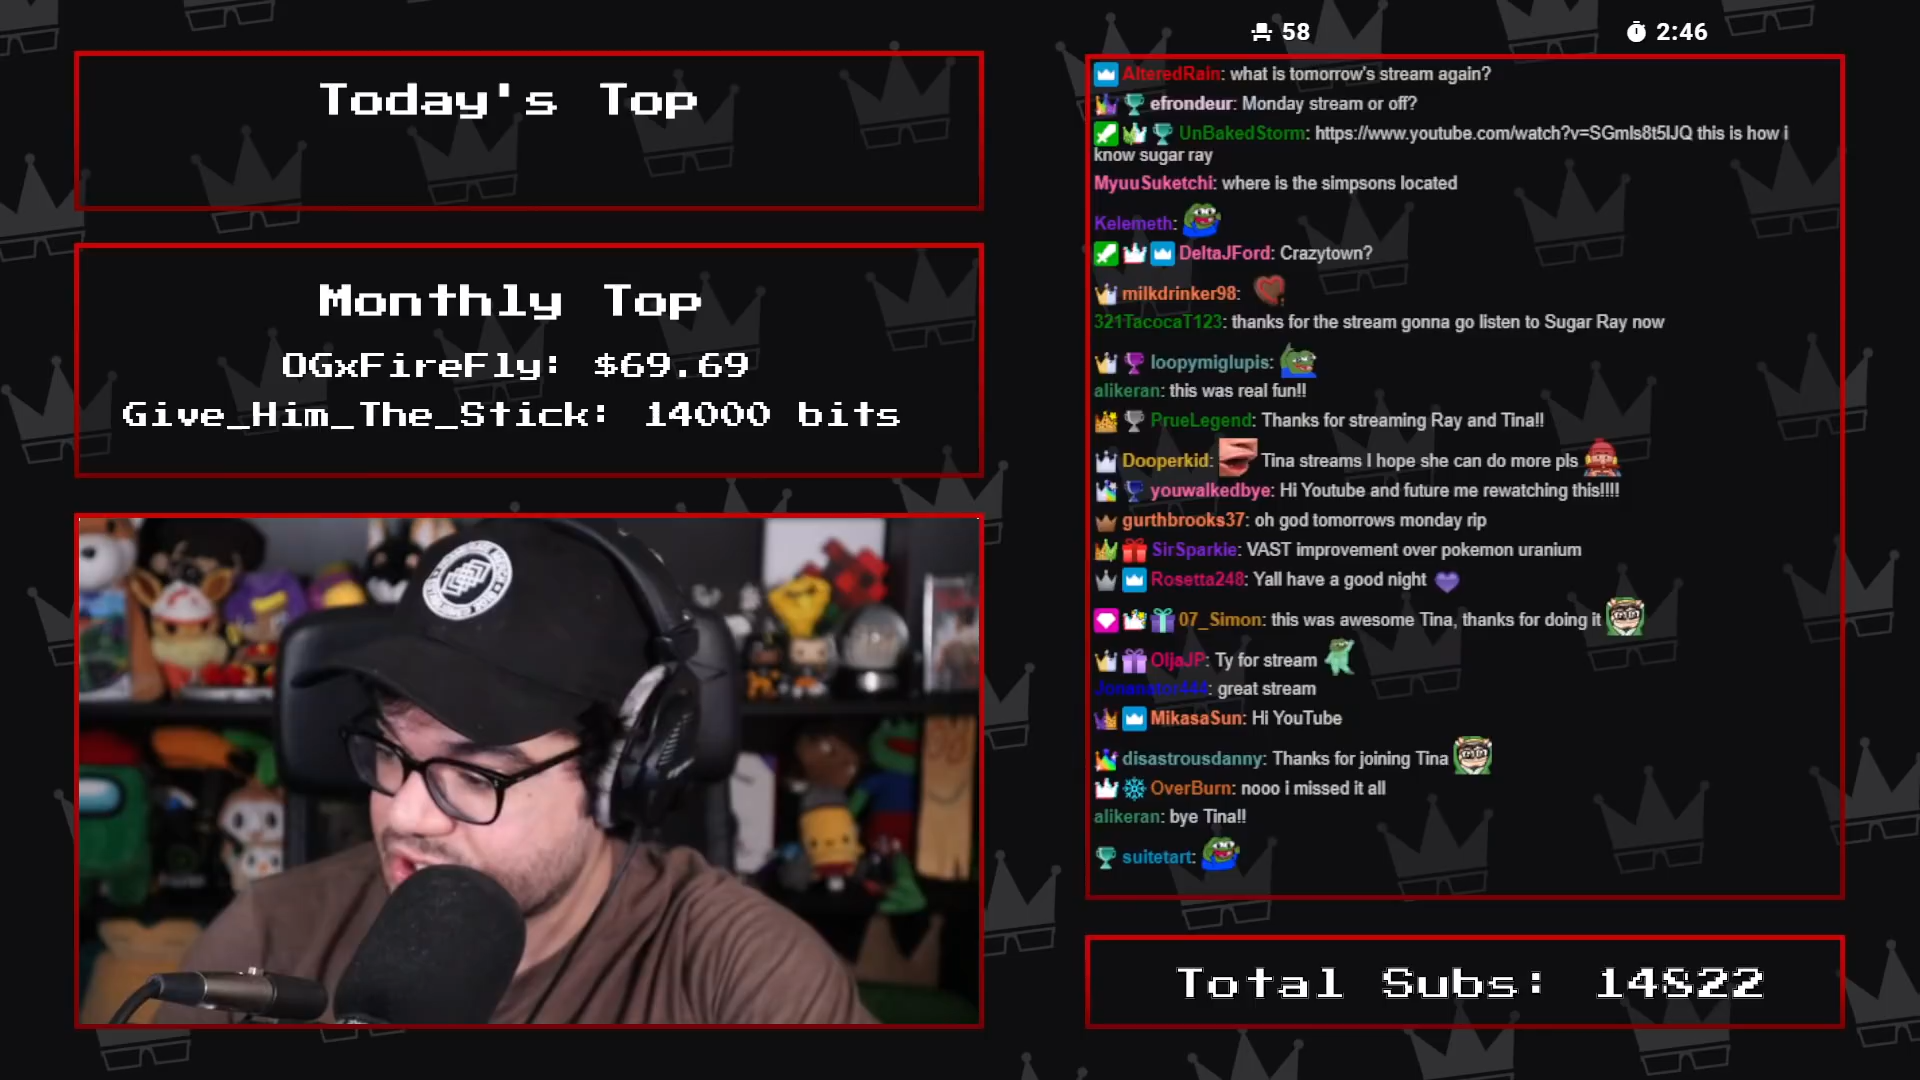 58
2:46
Today's Top
Monthly Top
OGxFireFly: $69.69
Give_Him_The_Stick: 14000 bits
AlteredRain: what is tomorrow's stream again?
efrondeur: Monday stream or off?
UnBakedStorm: https://www.youtube.com/watch?v=SGmIs8t5IJQ this is how i
know sugar ray
MyuuSuketchi: where is the simpsons located
Kelemeth:
DeltaJFord: Crazytown?
milkdrinker98:
321TacocaT123: thanks for the stream gonna go listen to Sugar Ray now
loopymiglupis:
alikeran: this was real fun!!
PrueLegend: Thanks for streaming Ray and Tina!!
Dooperkid: Tina streams I hope she can do more pls
youwalkedbye: Hi Youtube and future me rewatching this!!!!
gurthbrooks37: oh god tomorrows monday rip
SirSparkie: VAST improvement over pokemon uranium
Rosetta248: Yall have a good night
07_Simon: this was awesome Tina, thanks for doing it
OljaJP: Ty for stream
Jonanator444: great stream
MikasaSun: Hi YouTube
disastrousdanny: Thanks for joining Tina
OverBurn: nooo i missed it all
alikeran: bye Tina!!
suitetart:
Total Subs: 14822